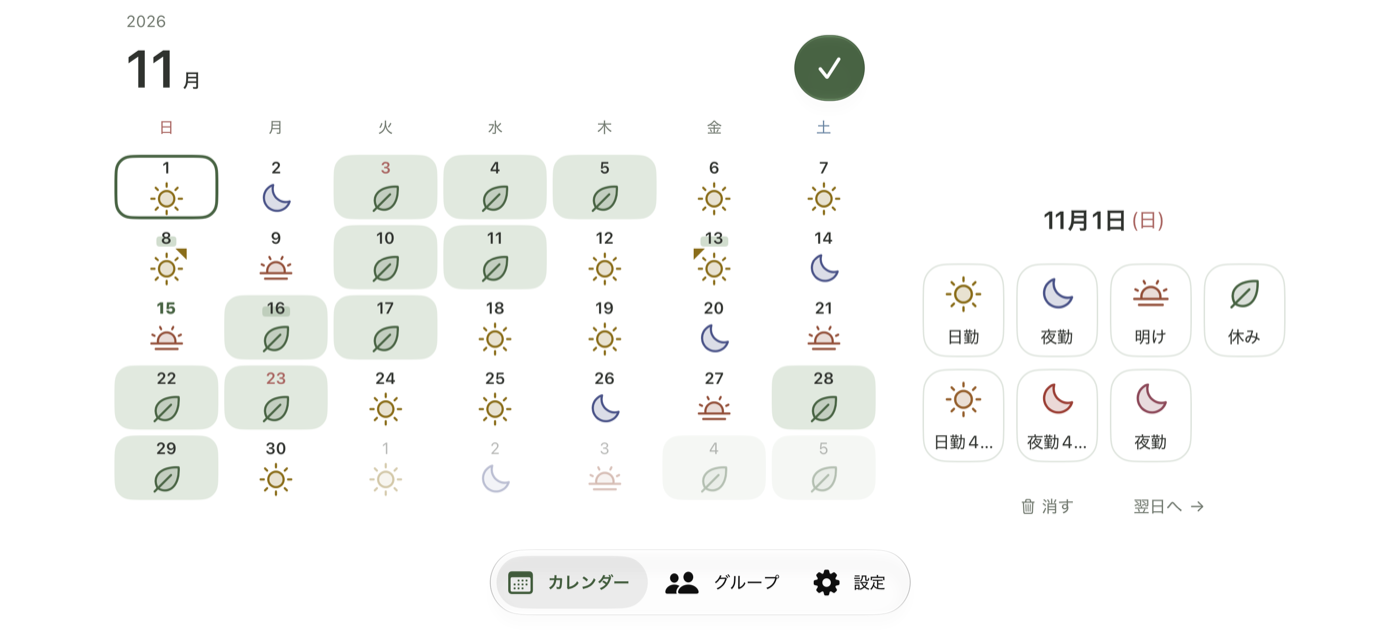 2026
11月
日 月 火 水 木 金 土
1 2 3 4 5 6 7
8 9 10 11 12 13 14
15 16 17 18 19 20 21
22 23 24 25 26 27 28
29 30 1 2 3 4 5
11月1日(日)
日勤 夜勤 明け 休み
日勤4... 夜勤4... 夜勤
消す 翌日へ →
カレンダー グループ 設定